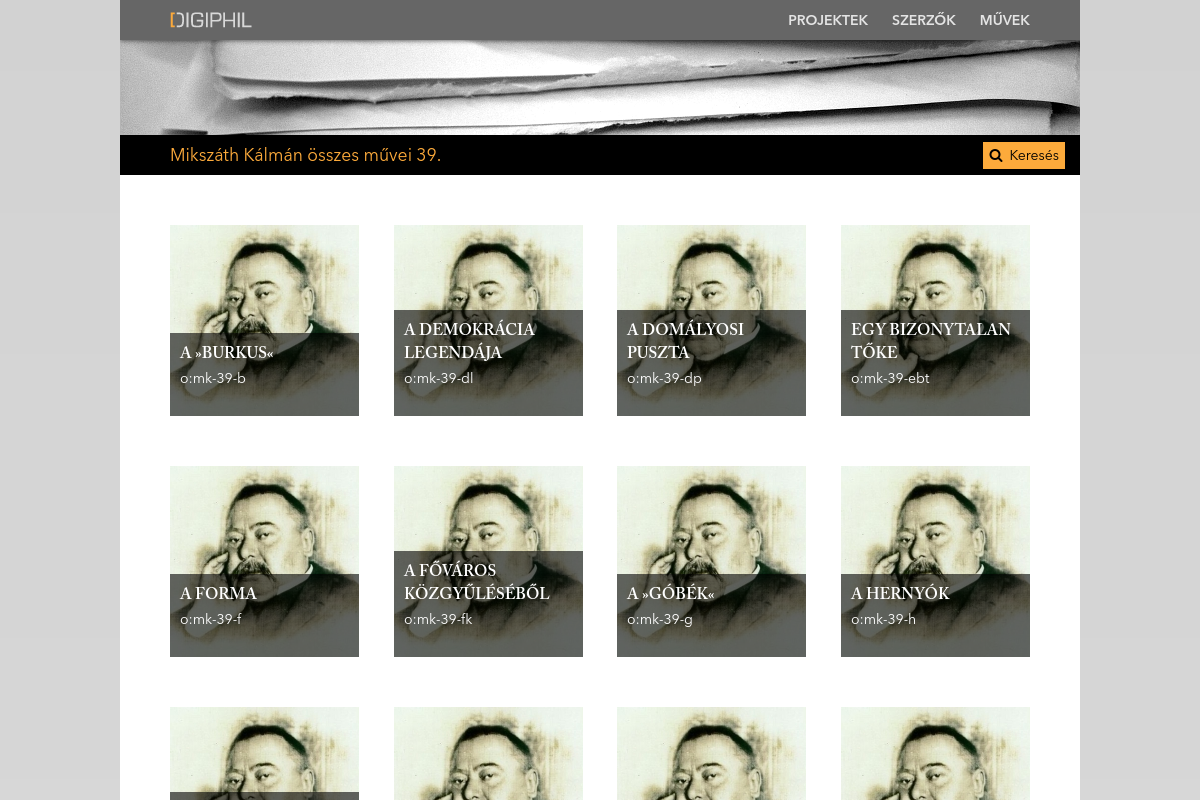 DIGIPHIL
PROJEKTEK SZERZŐK MŰVEK
Mikszáth Kálmán összes művei 39.
Keresés
A »BURKUS«
o:mk-39-b
A DEMOKRÁCIA
LEGENDÁJA
o:mk-39-dl
A DOMÁLYOSI
PUSZTA
o:mk-39-dp
EGY BIZONYTALAN
TŐKE
o:mk-39-ebt
A FORMA
o:mk-39-f
A FŐVÁROS
KÖZGYŰLÉSÉBŐL
o:mk-39-fk
A »GÓBÉK«
o:mk-39-g
A HERNYÓK
o:mk-39-h